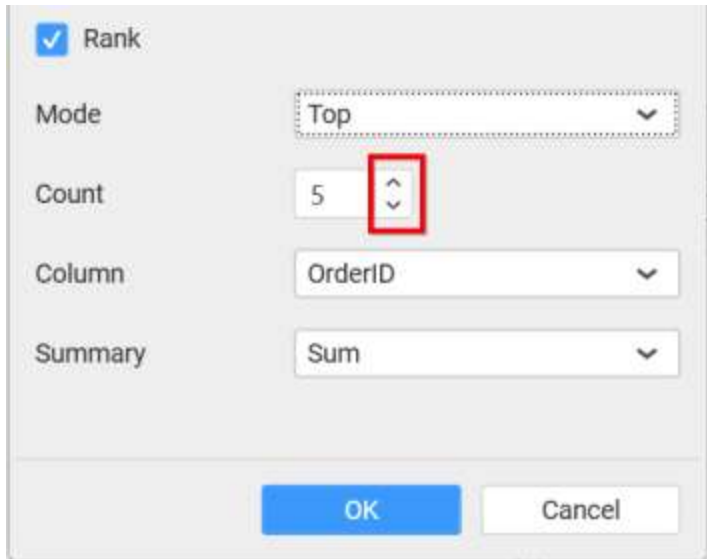 Rank
Mode Top
Count 5
Column OrderID
Summary Sum
OK Cancel